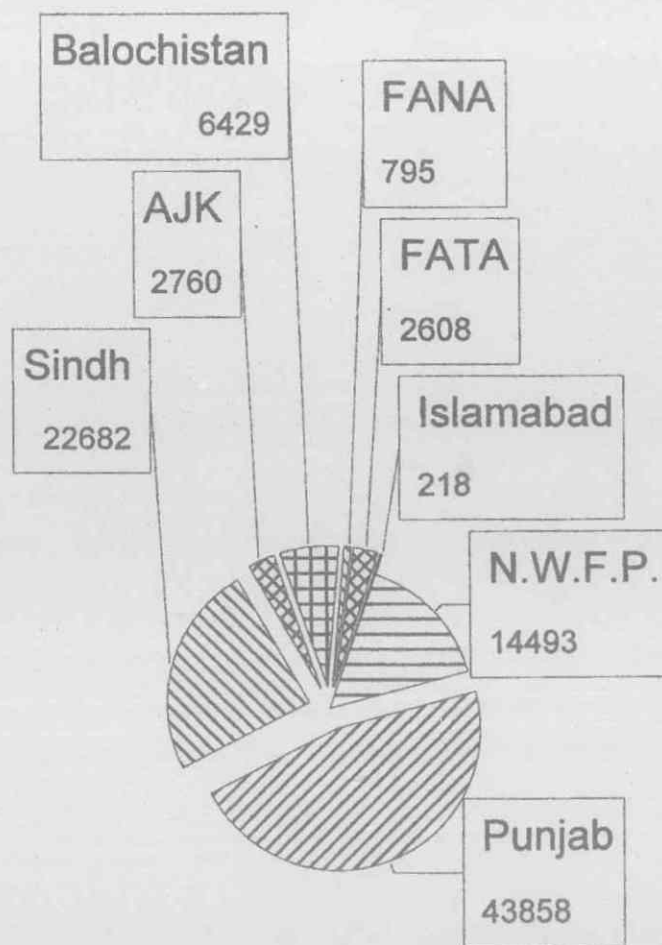 Balochistan
6429
FANA
795
AJK
2760
FATA
2608
Sindh
22682
Islamabad
218
N.W.F.P.
14493
Punjab
43858